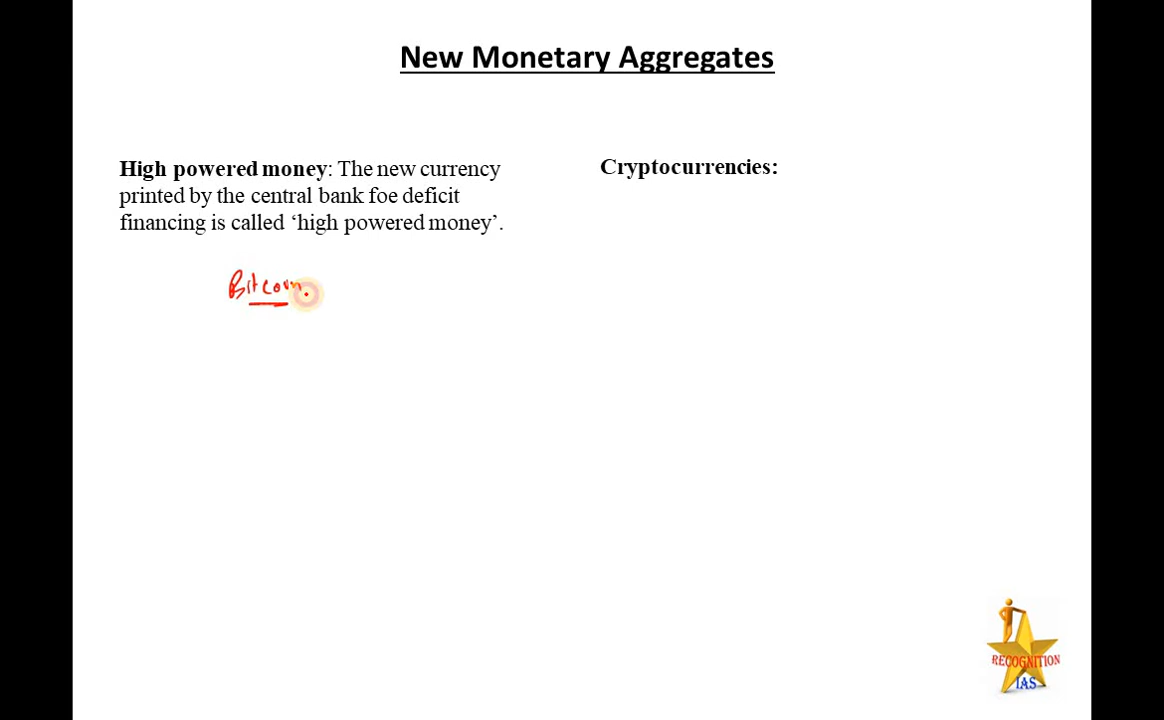 New Monetary Aggregates
High powered money: The new currency
printed by the central bank foe deficit
financing is called ‘high powered money’.
Bitcoin
Cryptocurrencies:
RECOGNITION
IAS